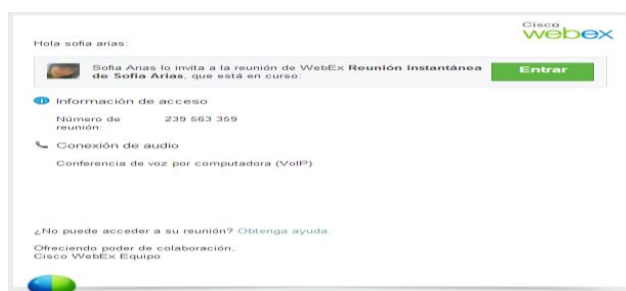 Cisco
webex
Hola sofia arias:
Sofia Arias lo invita a la reunión de WebEx Reunión instantánea
de Sofia Arias, que está en curso:
Entrar
Información de acceso
Número de 239 563 359
reunión:
Conexión de audio
Conferencia de voz por computadora (VoIP)
¿No puede acceder a su reunión? Obtenga ayuda.
Ofreciendo poder de colaboración,
Cisco WebEx Equipo